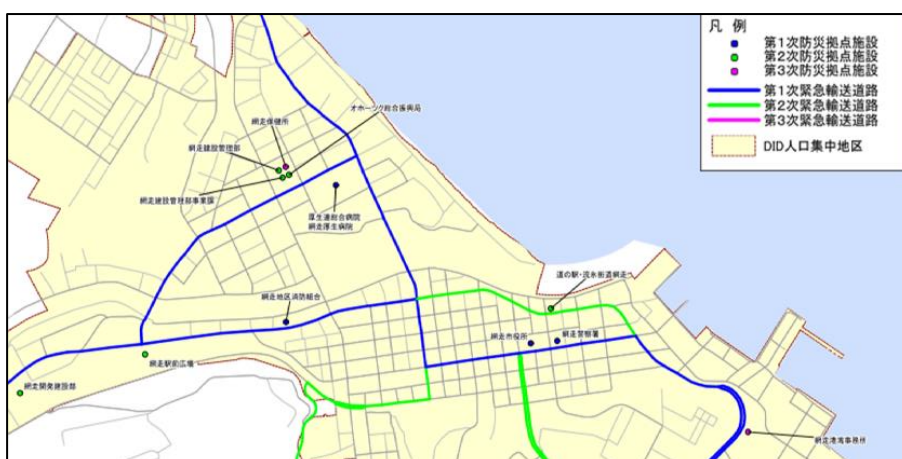 凡 例
第1次防災拠点施設
第2次防災拠点施設
第3次防災拠点施設
第1次緊急輸送道路
第2次緊急輸送道路
第3次緊急輸送道路
DID人口集中地区
オホーツク総合振興局
網走保健所
網走建設管理部
網走建設管理部事業課
厚生連総合病院
網走厚生病院
道の駅・流氷街道網走
網走地区消防組合
網走市役所
網走警察署
網走駅前広場
網走開発建設部
網走港湾事務所